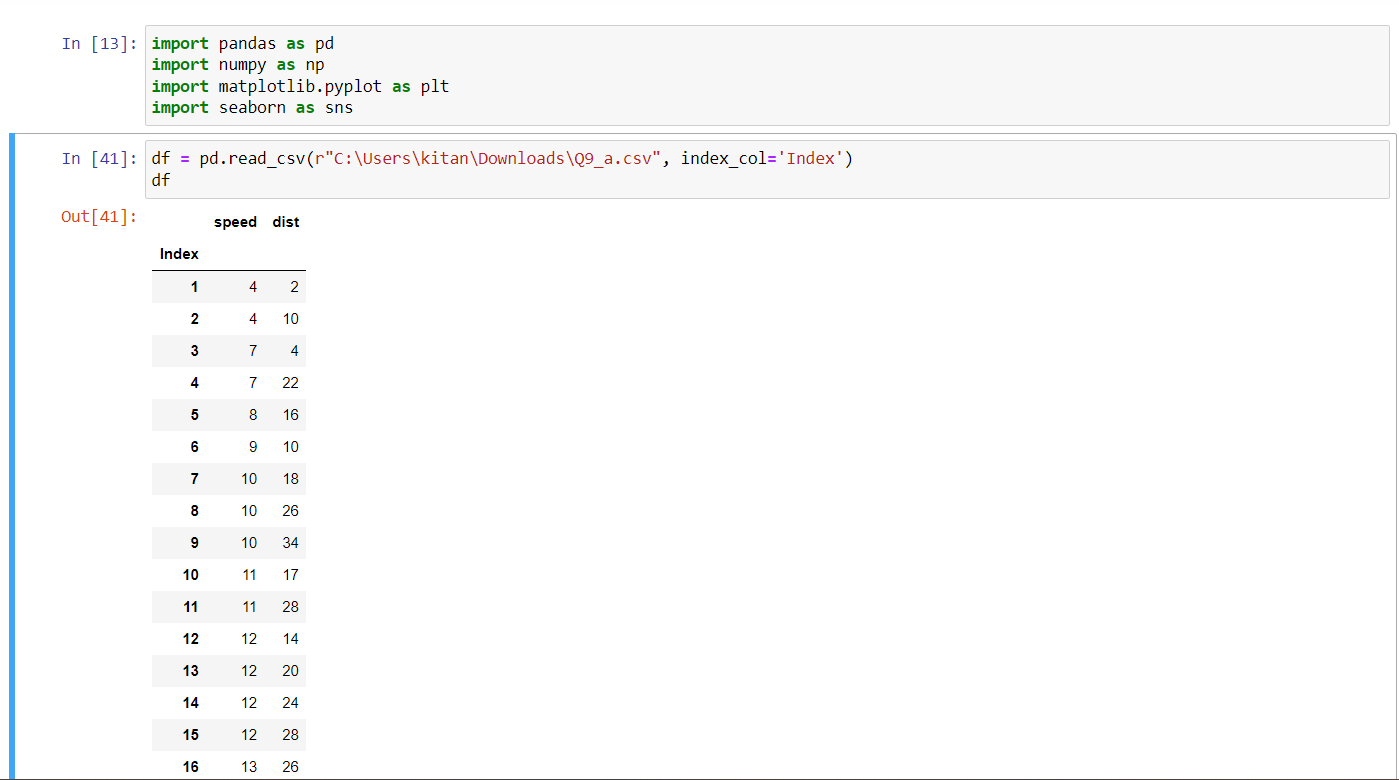 In [13]: import pandas as pd
import numpy as np
import matplotlib.pyplot as plt
import seaborn as sns
In [41]: df = pd.read_csv(r"C:\Users\kitan\Downloads\Q9_a.csv", index_col='Index')
df
Out[41]:
speed dist
Index
1 4 2
2 4 10
3 7 4
4 7 22
5 8 16
6 9 10
7 10 18
8 10 26
9 10 34
10 11 17
11 11 28
12 12 14
13 12 20
14 12 24
15 12 28
16 13 26